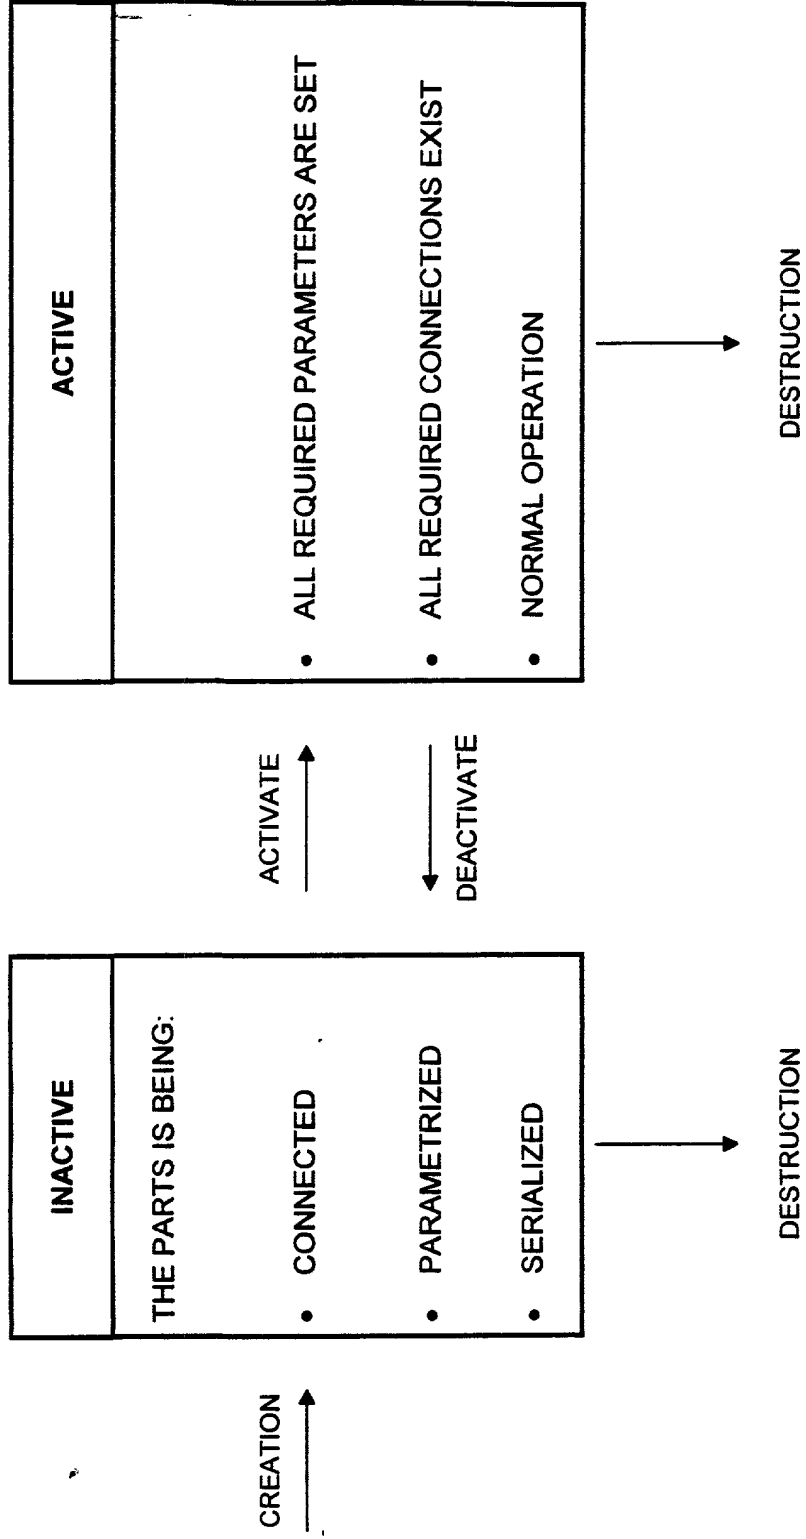 CREATION
INACTIVE
THE PARTS IS BEING:
• CONNECTED
• PARAMETRIZED
• SERIALIZED
DESTRUCTION
ACTIVATE
DEACTIVATE
ACTIVE
• ALL REQUIRED PARAMETERS ARE SET
• ALL REQUIRED CONNECTIONS EXIST
• NORMAL OPERATION
DESTRUCTION